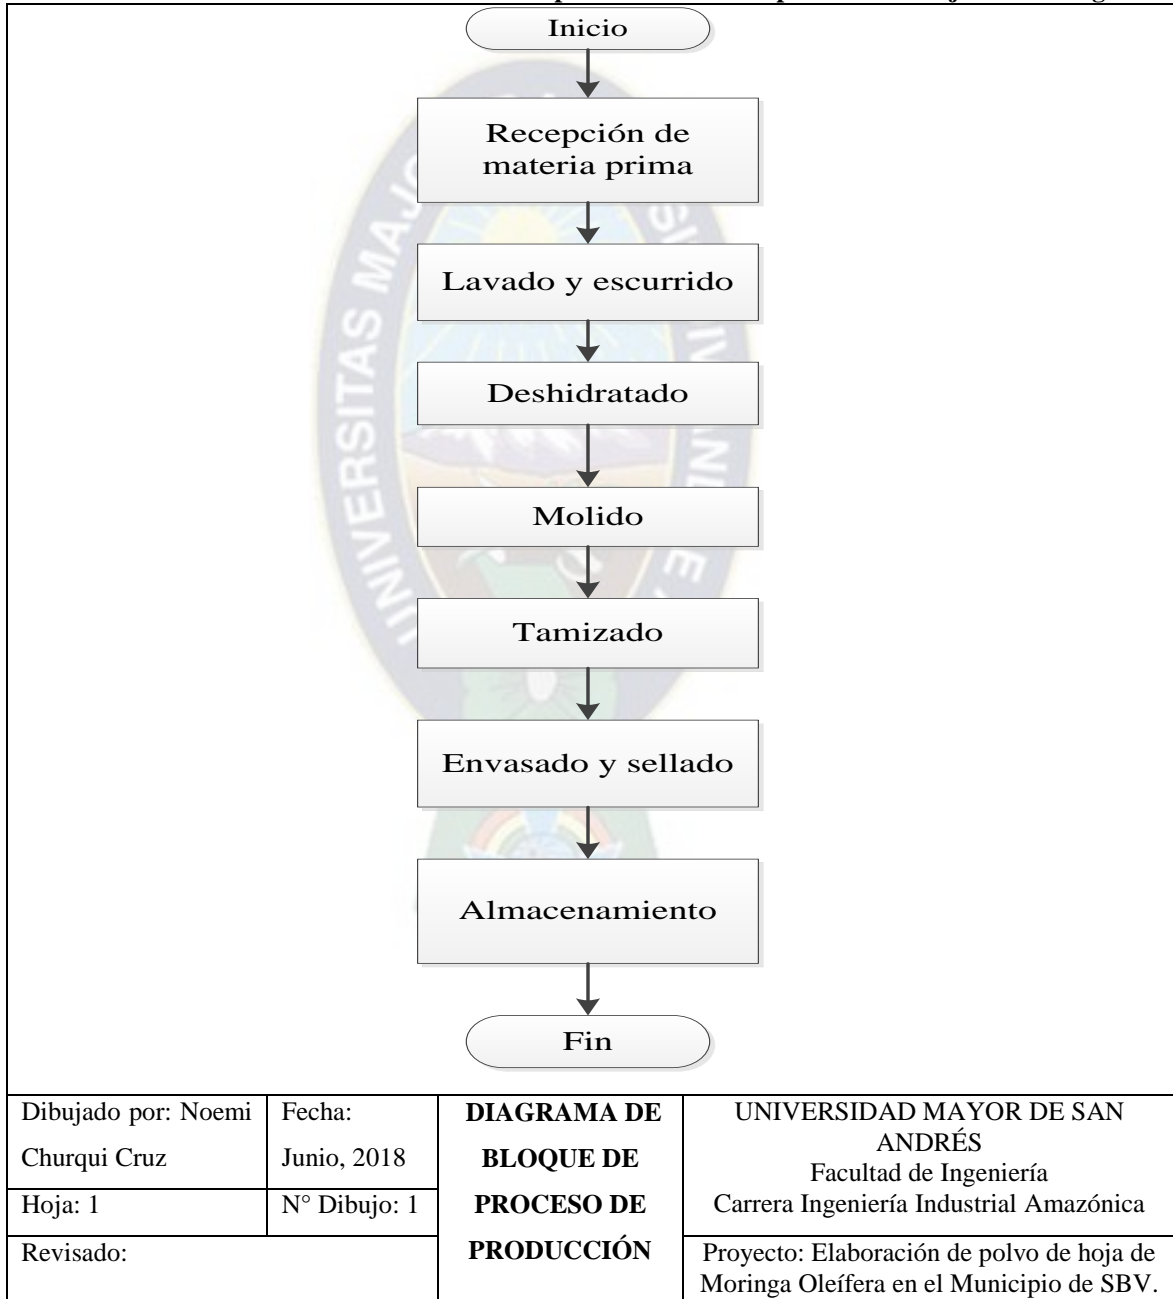 Inicio
Recepción de
materia prima
Lavado y escurrido
Deshidratado
Molido
Tamizado
Envasado y sellado
Almacenamiento
Fin
Dibujado por: Noemi
Churqui Cruz
Fecha:
Junio, 2018
Hoja: 1
N° Dibujo: 1
Revisado:
DIAGRAMA DE
BLOQUE DE
PROCESO DE
PRODUCCIÓN
UNIVERSIDAD MAYOR DE SAN
ANDRÉS
Facultad de Ingeniería
Carrera Ingeniería Industrial Amazónica
Proyecto: Elaboración de polvo de hoja de
Moringa Oleífera en el Municipio de SBV.